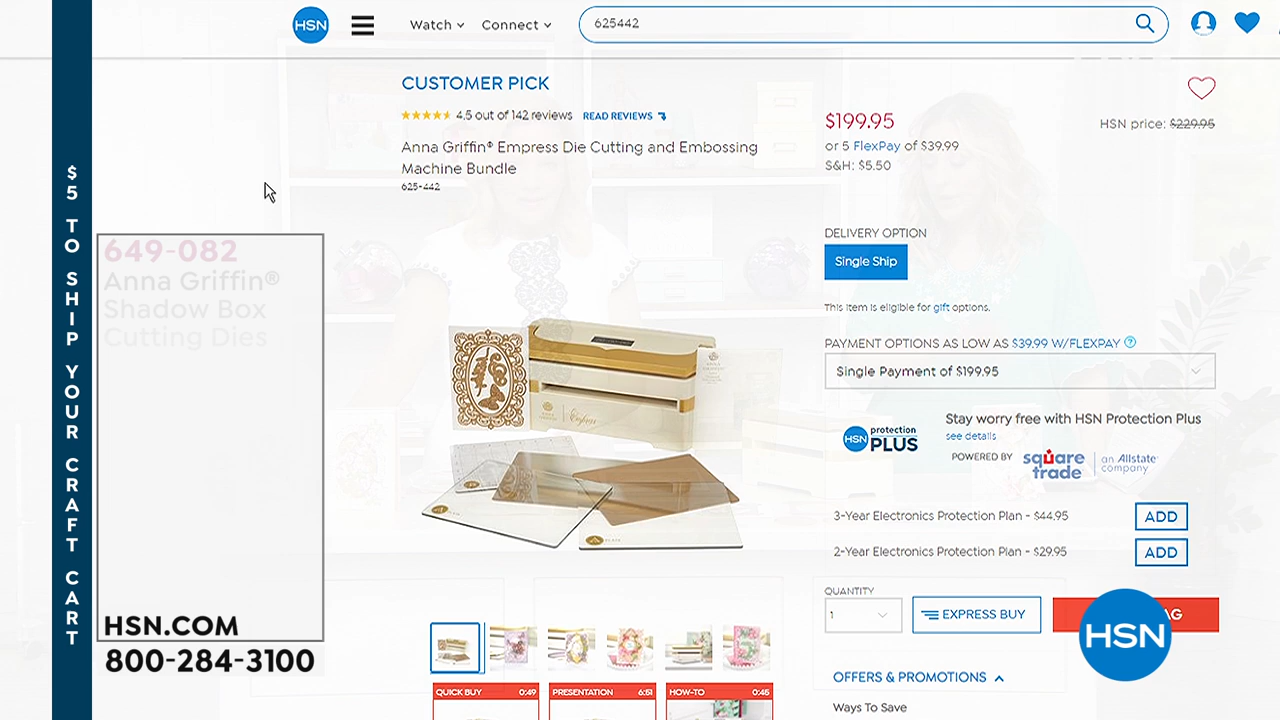 HSN
Watch
Connect
625442
$5 TO SHIP YOUR CRAFT CART
CUSTOMER PICK
4.5 out of 142 reviews READ REVIEWS
Anna Griffin® Empress Die Cutting and Embossing
Machine Bundle
625-442
$199.95
HSN price: $229.95
or 5 FlexPay of $39.99
S&H: $5.50
DELIVERY OPTION
Single Ship
This item is eligible for gift options.
PAYMENT OPTIONS AS LOW AS $39.99 W/FLEXPAY ?
Single Payment of $199.95
HSN protection PLUS
Stay worry free with HSN Protection Plus
see details
POWERED BY square trade an Allstate company
3-Year Electronics Protection Plan - $44.95 ADD
2-Year Electronics Protection Plan - $29.95 ADD
QUANTITY
1
EXPRESS BUY
AG
OFFERS & PROMOTIONS
Ways To Save
649-082
Anna Griffin®
Shadow Box
Cutting Dies
HSN.COM
800-284-3100
Empress
QUICK BUY 0:49
PRESENTATION 6:51
HOW-TO 0:45
HSN